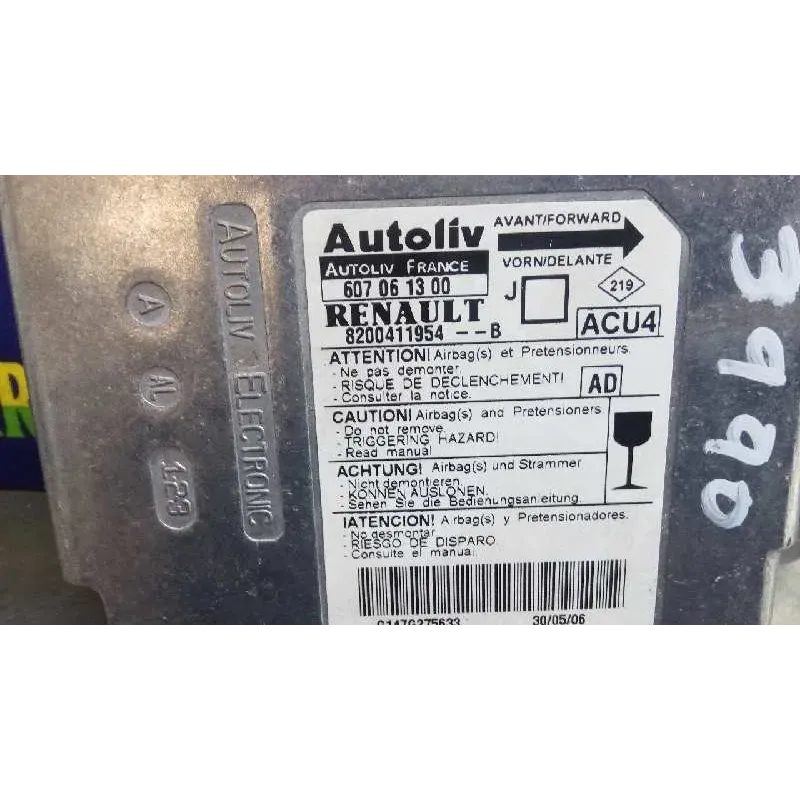 Autoliv
AUTOLIV FRANCE
607 06 13 00
RENAULT
8200411954 --B
AVANT/FORWARD
VORN/DELANTE
J
219
ACU4
ATTENTION! Airbag(s) et Pretensionneurs.
- Ne pas demonter.
- RISQUE DE DECLENCHEMENT!
- Consulter la notice.
AD
CAUTION! Airbag(s) and Pretensioners.
- Do not remove.
- TRIGGERING HAZARD!
- Read manual
ACHTUNG! Airbag(s) und Strammer
- Nicht demontieren.
- KONNEN AUSLONEN.
- Sehen Sie die Bedienungsanleitung.
!ATENCION! Airbag(s) y Pretensionadores.
- No desmontar
- RIESGO DE DISPARO
- Consulte el manual.
30/05/06
AUTOLIV ELECTRONIC
A
AL
123
3990